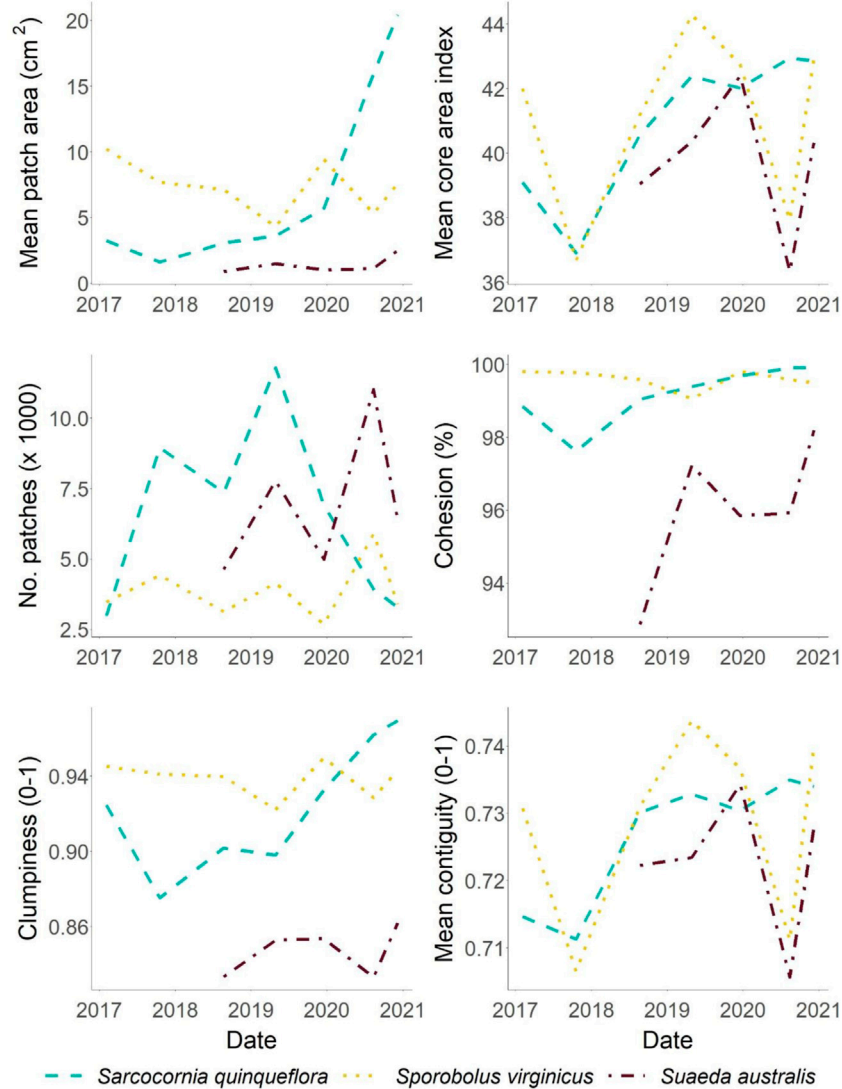 Mean patch area (cm²)
20
15
10
5
0
2017 2018 2019 2020 2021
Mean core area index
44
42
40
38
36
2017 2018 2019 2020 2021
No. patches (x 1000)
10.0
7.5
5.0
2.5
2017 2018 2019 2020 2021
Cohesion (%)
100
98
96
94
2017 2018 2019 2020 2021
Clumpiness (0-1)
0.94
0.90
0.86
2017 2018 2019 2020 2021
Date
Mean contiguity (0-1)
0.74
0.73
0.72
0.71
2017 2018 2019 2020 2021
Date
Sarcocornia quinqueflora Sporobolus virginicus Suaeda australis